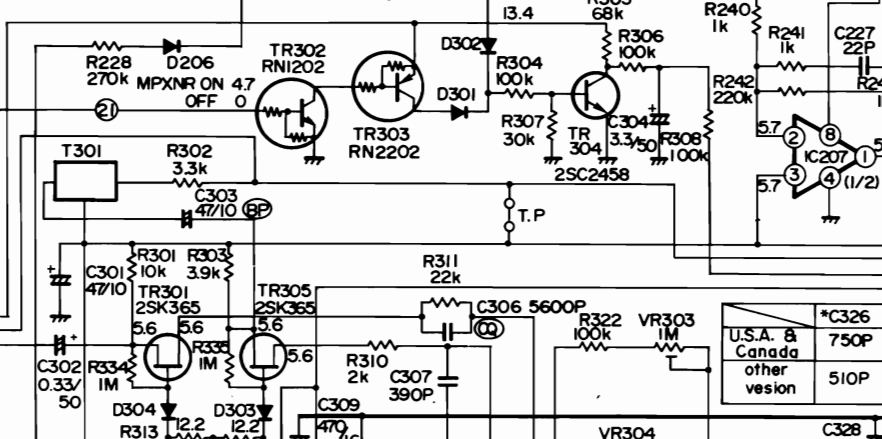 13.4
68k
R240
1k
R241
1k
C227
22P
R228
270k
D206
TR302
RN1202
D302
R304
100k
R306
100k
MPXNR ON 4.7
OFF 0
21
D301
R242
220k
TR303
RN2202
R307
30k
TR
304
2SC2458
C304
3.3/50
R308
100k
5.7
2
8
IC207
1
5.7
3
4
(1/2)
T301
R302
3.3k
C303
47/10
BP
T.P
C301
47/10
R301
10k
R303
3.9k
R311
22k
TR301
2SK365
TR305
2SK365
C306 5600P
CQ
5.6
5.6
5.6
5.6
R322
100k
VR303
1M
*C326
U.S.A. &
Canada
750P
other
vesion
510P
C302
0.33/
50
R334
1M
R335
1M
R310
2k
C307
390P
D304
D303
R313
12.2
12.2
C309
470
VR304
C328